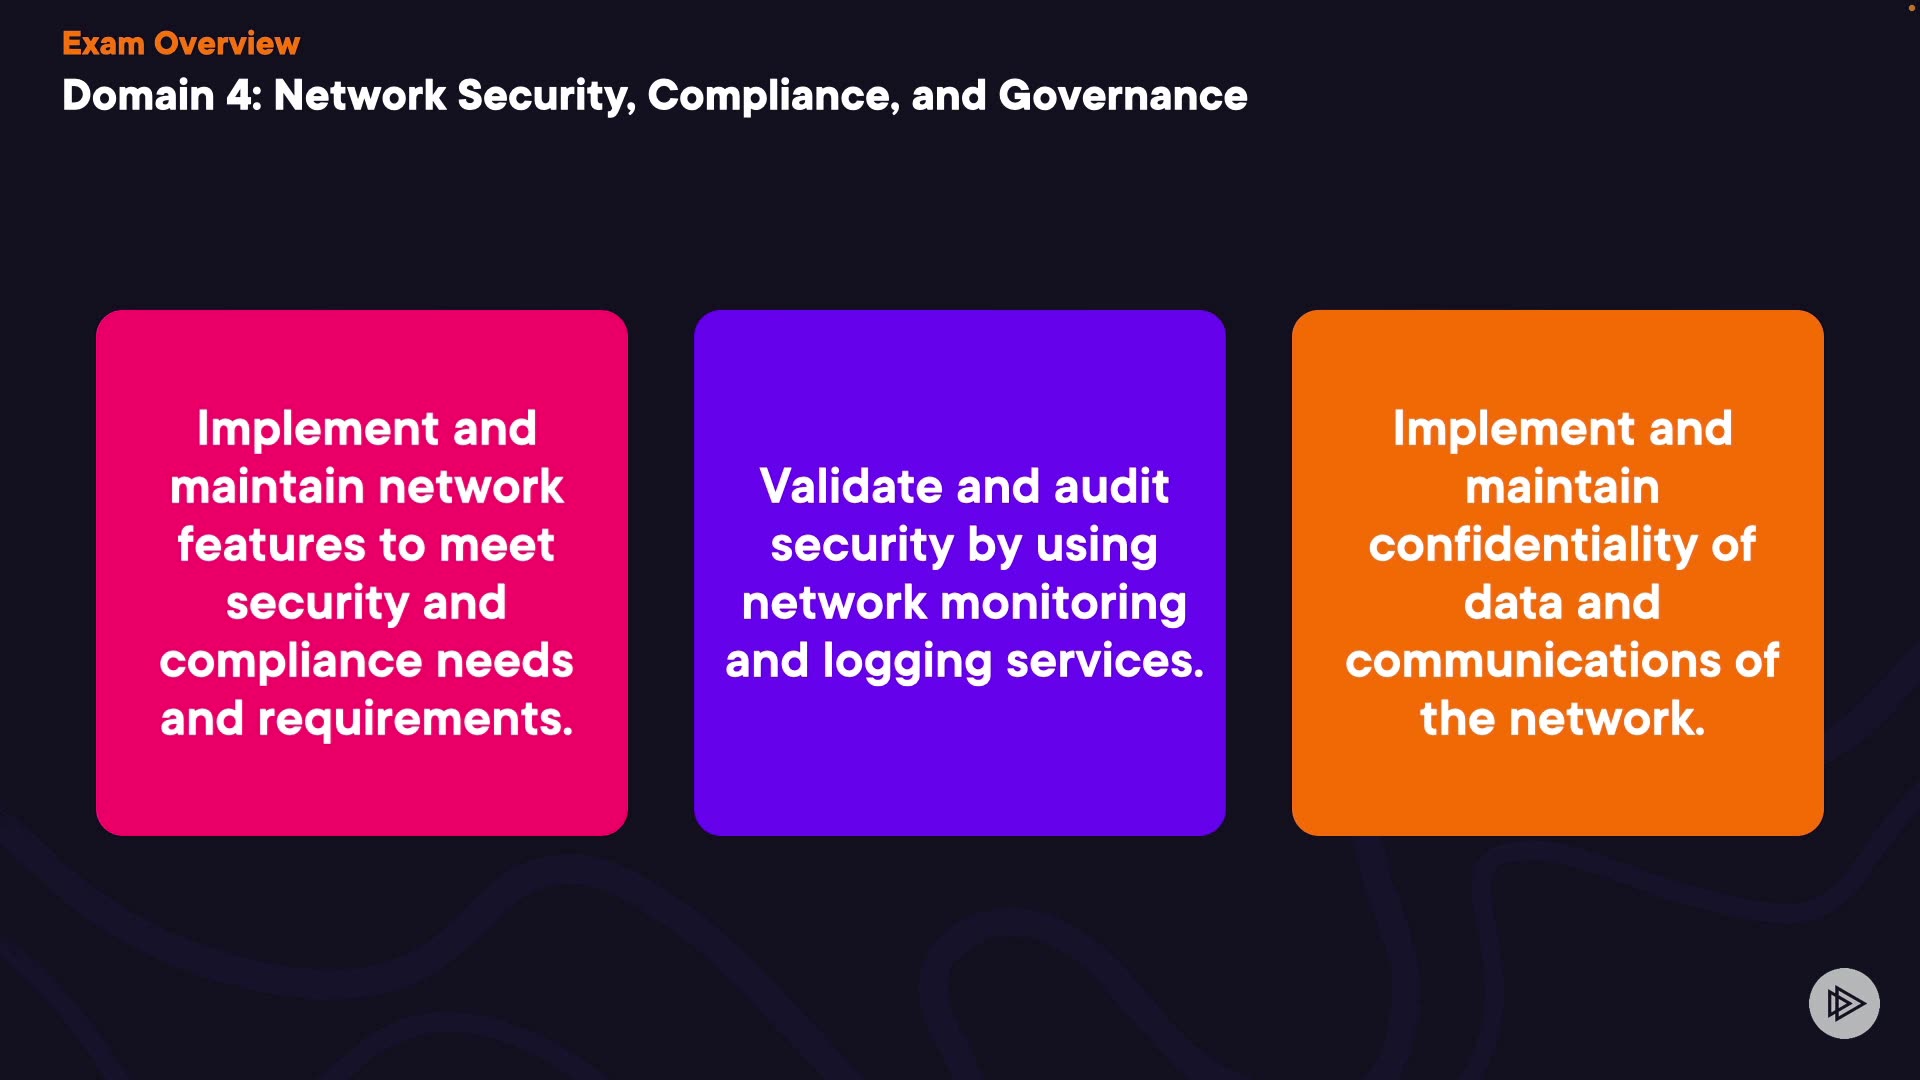 Exam Overview
Domain 4: Network Security, Compliance, and Governance
Implement and
maintain network
features to meet
security and
compliance needs
and requirements.
Validate and audit
security by using
network monitoring
and logging services.
Implement and
maintain
confidentiality of
data and
communications of
the network.